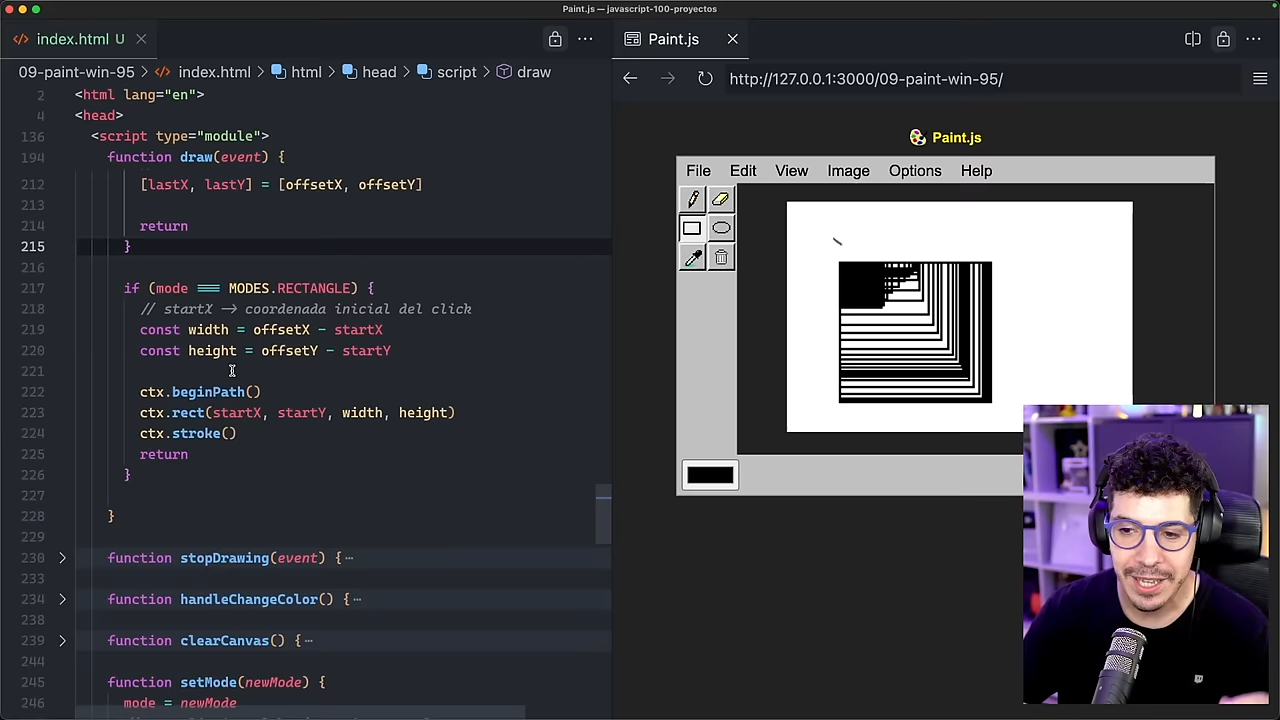 Paint.js — javascript-100-proyectos
index.html U
Paint.js
09-paint-win-95 > index.html > html > head > script > draw
http://127.0.0.1:3000/09-paint-win-95/
2 <html lang="en">
4 <head>
136 <script type="module">
194 function draw(event) {
212 [lastX, lastY] = [offsetX, offsetY]
213
214 return
215 }
216
217 if (mode === MODES.RECTANGLE) {
218 // startX -> coordenada inicial del click
219 const width = offsetX - startX
220 const height = offsetY - startY
221
222 ctx.beginPath()
223 ctx.rect(startX, startY, width, height)
224 ctx.stroke()
225 return
226 }
227
228 }
229
230 function stopDrawing(event) {⋯
233
234 function handleChangeColor() {⋯
238
239 function clearCanvas() {⋯
244
245 function setMode(newMode) {
246 mode = newMode
Paint.js
File Edit View Image Options Help